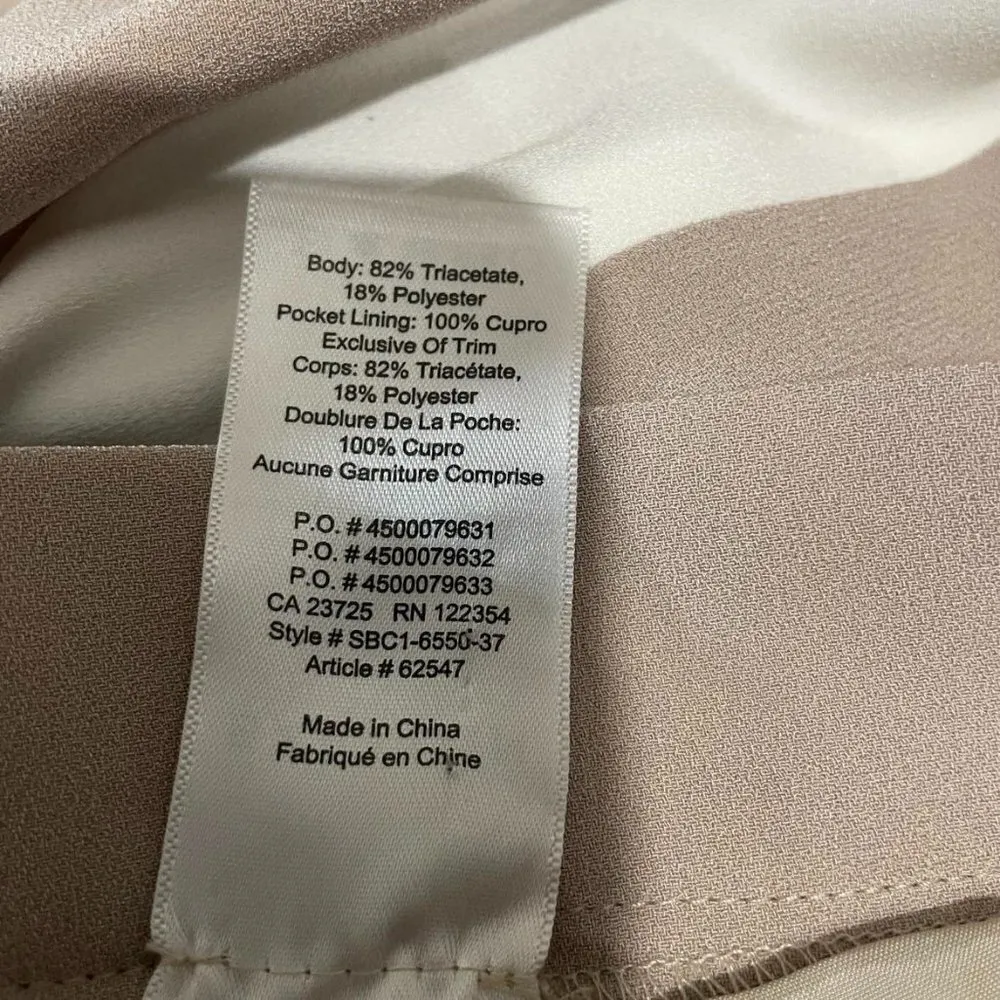 Body: 82% Triacetate,
18% Polyester
Pocket Lining: 100% Cupro
Exclusive Of Trim
Corps: 82% Triacétate,
18% Polyester
Doublure De La Poche:
100% Cupro
Aucune Garniture Comprise
P.O. # 4500079631
P.O. # 4500079632
P.O. # 4500079633
CA 23725 RN 122354
Style # SBC1-6550-37
Article # 62547
Made in China
Fabriqué en Chine